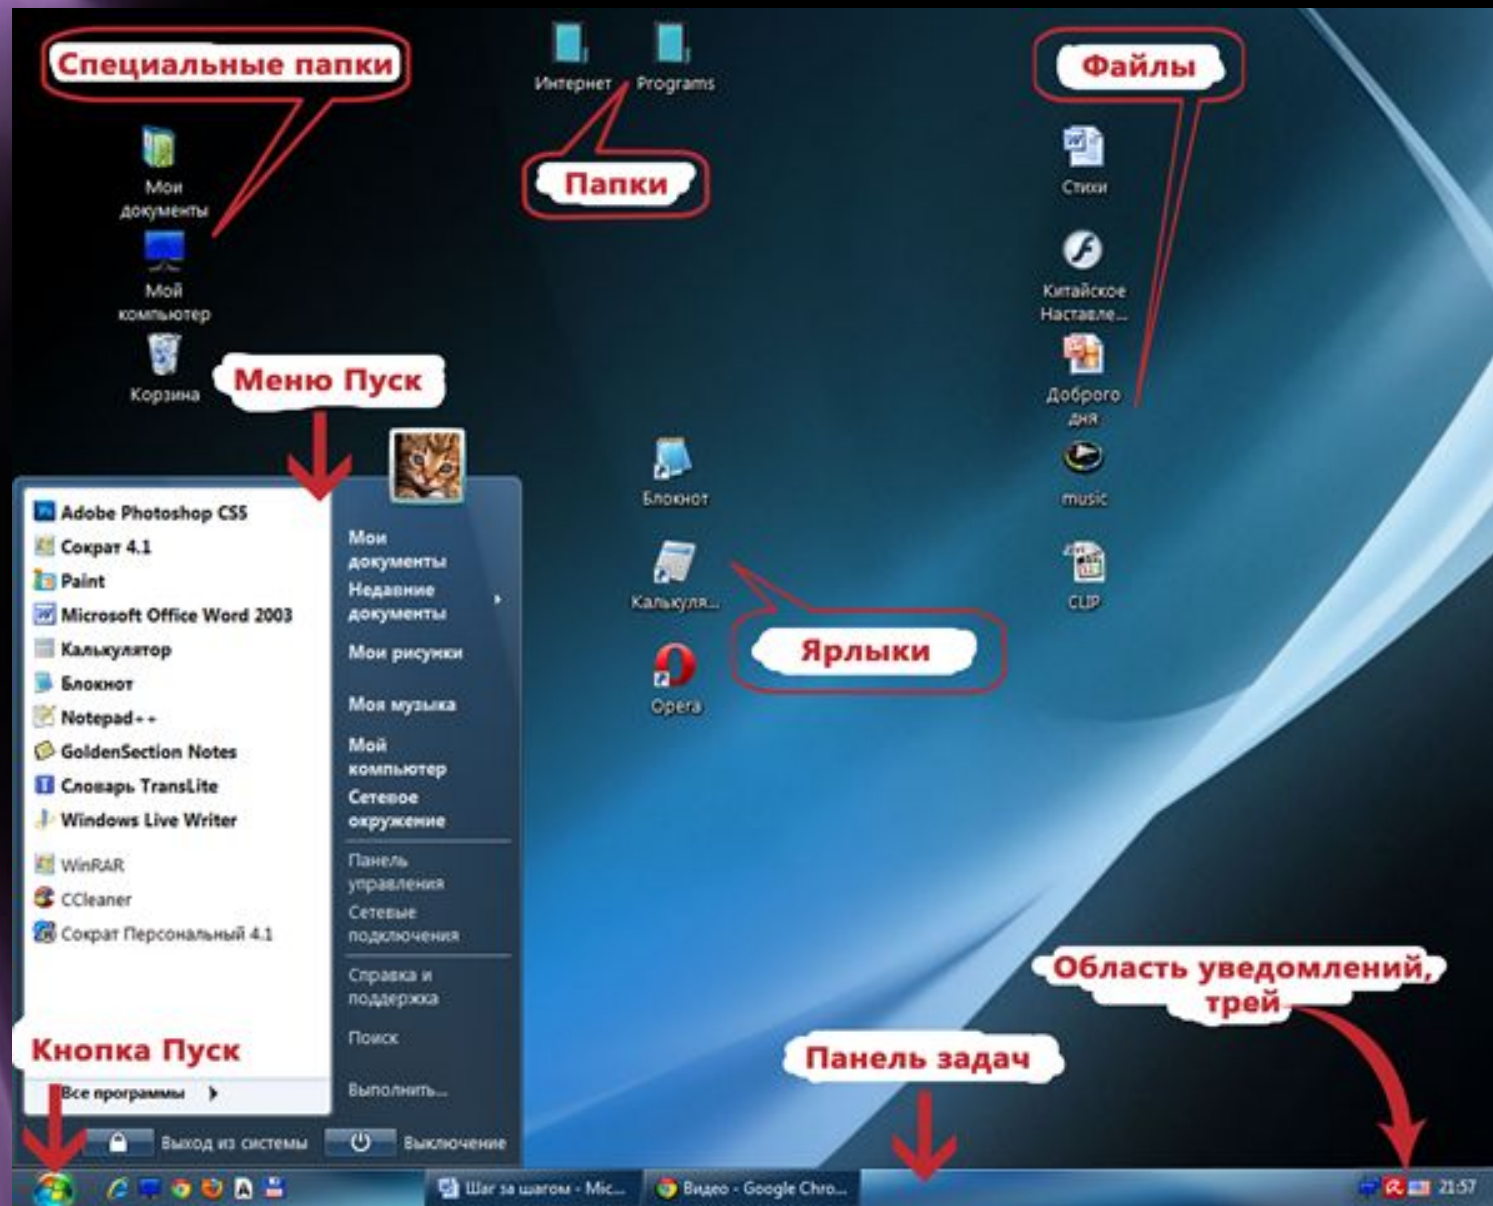 Специальные папки
Интернет
Programs
Файлы
Папки
Мои
документы
Стихи
Мой
компьютер
Китайское
Наставле...
Корзина
Доброго
дня
Меню Пуск
Блокнот
music
Калькуля...
CLIP
Ярлыки
Opera
Adobe Photoshop CS5
Сократ 4.1
Paint
Microsoft Office Word 2003
Калькулятор
Блокнот
Notepad++
GoldenSection Notes
Словарь TransLite
Windows Live Writer
WinRAR
CCleaner
Сократ Персональный 4.1
Мои
документы
Недавние
документы
Мои рисунки
Моя музыка
Мой
компьютер
Сетевое
окружение
Панель
управления
Сетевые
подключения
Справка и
поддержка
Поиск
Выполнить...
Кнопка Пуск
Все программы
Выход из системы
Выключение
Область уведомлений,
трей
Панель задач
A
Шаг за шагом - Mic...
Видео - Google Chro...
21:57